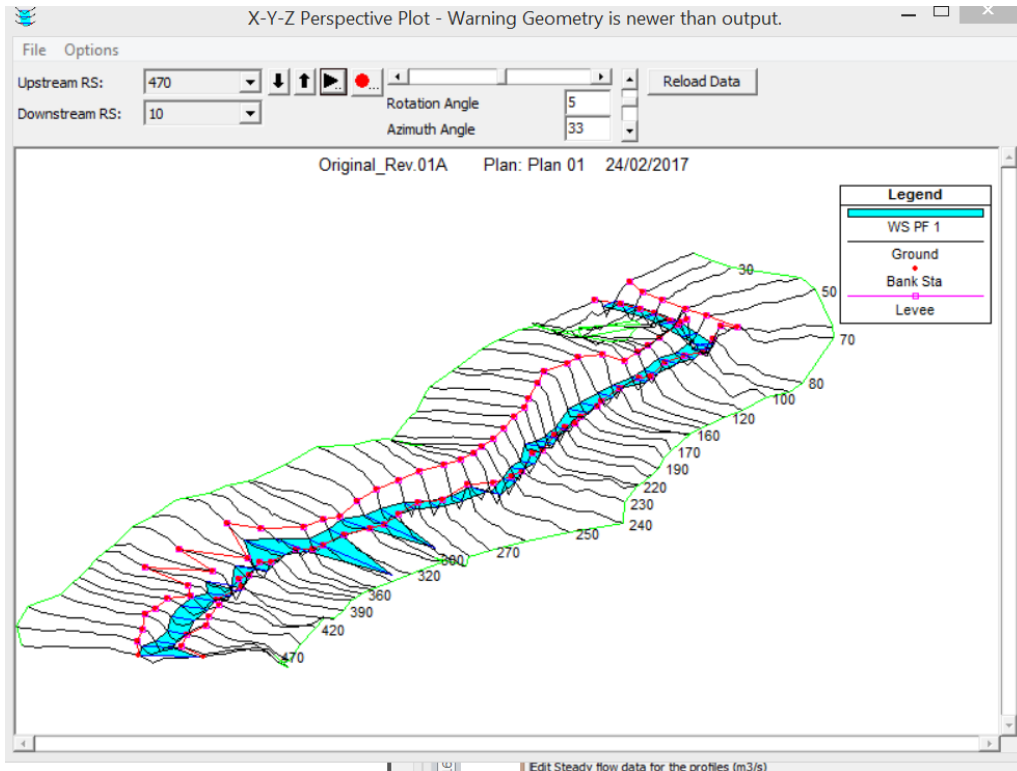 X-Y-Z Perspective Plot - Warning Geometry is newer than output.
File Options
Upstream RS: 470
Downstream RS: 10
Rotation Angle 5
Azimuth Angle 33
Reload Data
Original_Rev.01A Plan: Plan 01 24/02/2017
Legend
WS PF 1
Ground
Bank Sta
Levee
30
50
70
80
100
120
160
170
190
220
230
240
250
270
300
320
360
390
420
470
Edit Steady flow data for the profiles (m3/s)